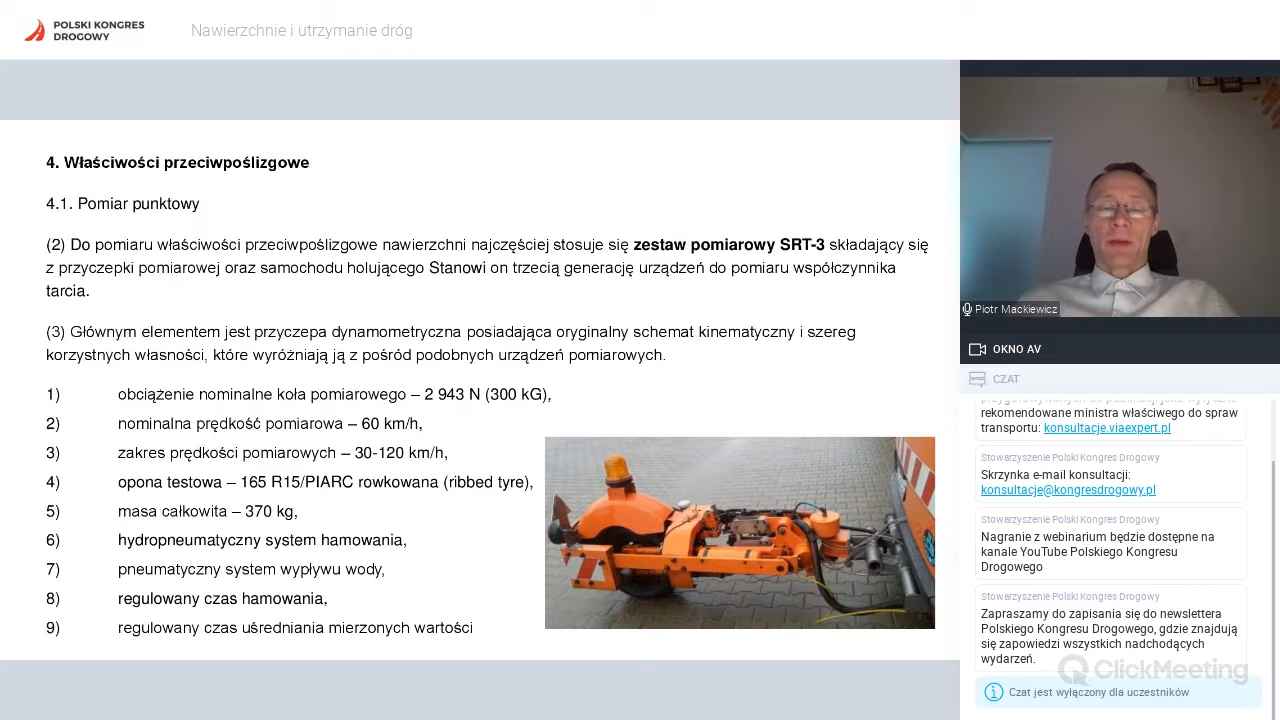 POLSKI KONGRES
DROGOWY
Nawierzchnie i utrzymanie dróg
4. Właściwości przeciwpoślizgowe
4.1. Pomiar punktowy
(2) Do pomiaru właściwości przeciwpoślizgowe nawierzchni najczęściej stosuje się zestaw pomiarowy SRT-3 składający się
z przyczepki pomiarowej oraz samochodu holującego Stanowi on trzecią generację urządzeń do pomiaru współczynnika
tarcia.
(3) Głównym elementem jest przyczepa dynamometryczna posiadająca oryginalny schemat kinematyczny i szereg
korzystnych własności, które wyróżniają ją z pośród podobnych urządzeń pomiarowych.
1) obciążenie nominalne koła pomiarowego – 2 943 N (300 kG),
2) nominalna prędkość pomiarowa – 60 km/h,
3) zakres prędkości pomiarowych – 30-120 km/h,
4) opona testowa – 165 R15/PIARC rowkowana (ribbed tyre),
5) masa całkowita – 370 kg,
6) hydropneumatyczny system hamowania,
7) pneumatyczny system wypływu wody,
8) regulowany czas hamowania,
9) regulowany czas uśredniania mierzonych wartości
Piotr Mackiewicz
OKNO AV
CZAT
rekomendowane ministra właściwego do spraw
transportu: konsultacje.viaexpert.pl
Stowarzyszenie Polski Kongres Drogowy
Skrzynka e-mail konsultacji:
konsultacje@kongresdrogowy.pl
Stowarzyszenie Polski Kongres Drogowy
Nagranie z webinarium będzie dostępne na
kanale YouTube Polskiego Kongresu
Drogowego
Stowarzyszenie Polski Kongres Drogowy
Zapraszamy do zapisania się do newslettera
Polskiego Kongresu Drogowego, gdzie znajdują
się zapowiedzi wszystkich nadchodzących
wydarzeń.
ClickMeeting
Czat jest wyłączony dla uczestników